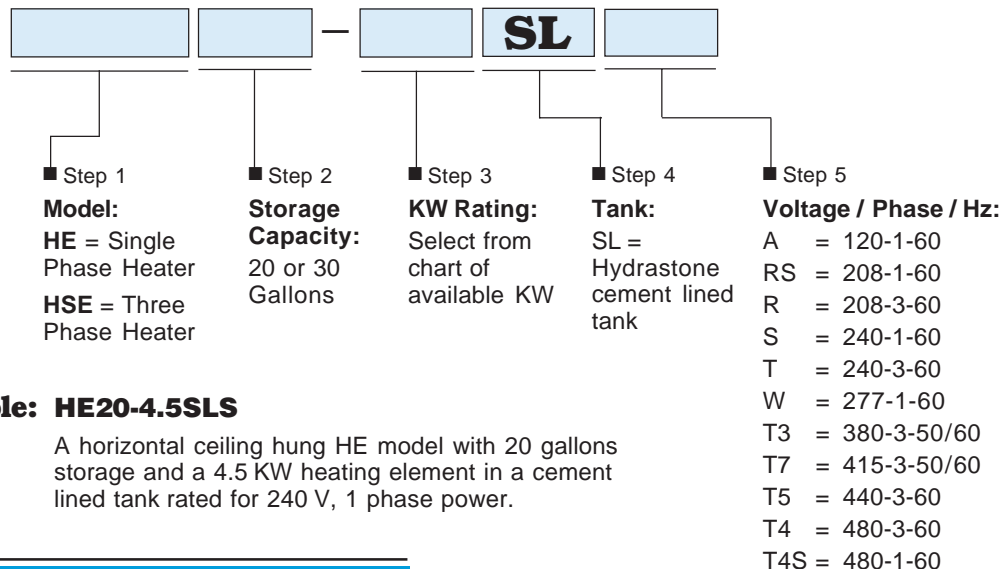 — SL
■ Step 1
Model:
HE = Single
Phase Heater
HSE = Three
Phase Heater
■ Step 2
Storage
Capacity:
20 or 30
Gallons
■ Step 3
KW Rating:
Select from
chart of
available KW
■ Step 4
Tank:
SL =
Hydrastone
cement lined
tank
■ Step 5
Voltage / Phase / Hz:
A = 120-1-60
RS = 208-1-60
R = 208-3-60
S = 240-1-60
T = 240-3-60
W = 277-1-60
T3 = 380-3-50/60
T7 = 415-3-50/60
T5 = 440-3-60
T4 = 480-3-60
T4S = 480-1-60
le: HE20-4.5SLS
A horizontal ceiling hung HE model with 20 gallons
storage and a 4.5 KW heating element in a cement
lined tank rated for 240 V, 1 phase power.